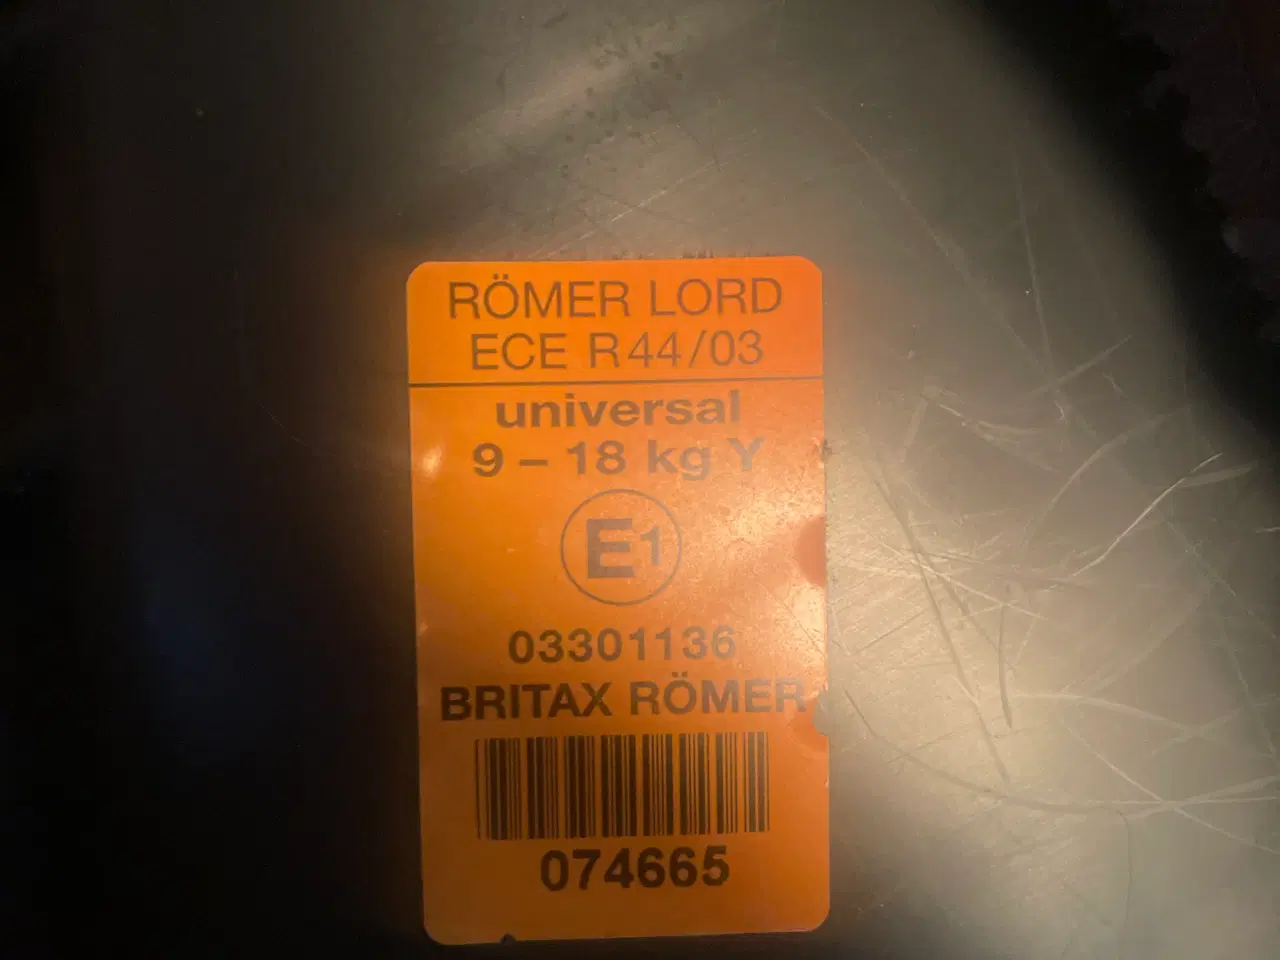 RÖMER LORD
ECE R44/03
universal
9 – 18 kg Y
E1
03301136
BRITAX RÖMER
074665